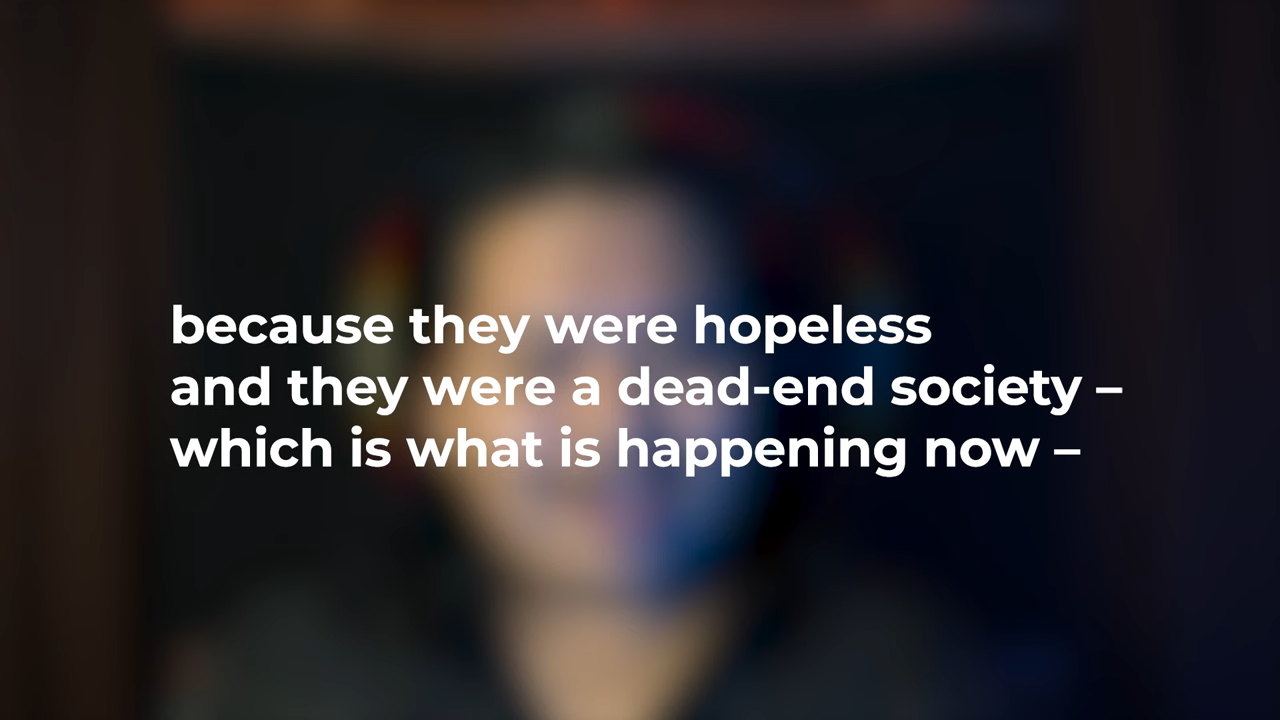 because they were hopeless
and they were a dead-end society –
which is what is happening now –